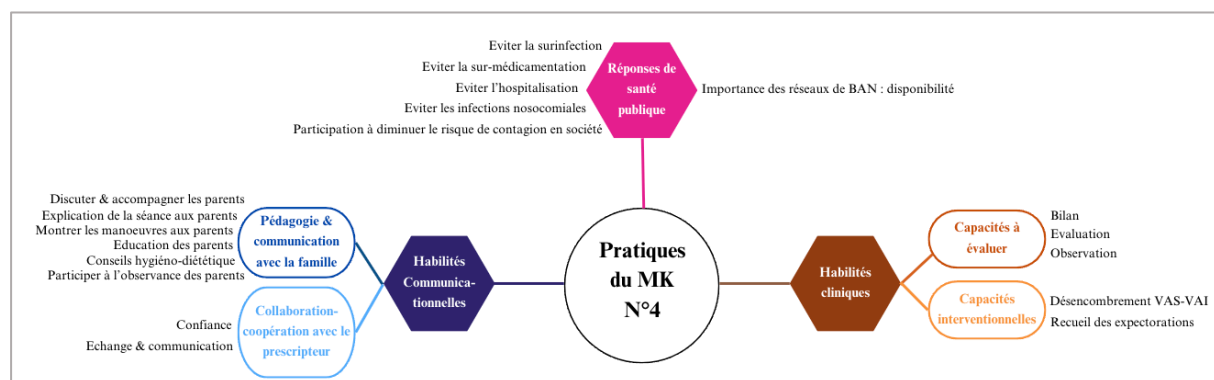 Eviter la surinfection
Eviter la sur-médicamentation
Eviter l'hospitalisation
Eviter les infections nosocomiales
Participation à diminuer le risque de contagion en société
Réponses de
santé
publique
Importance des réseaux de BAN : disponibilité
Discuter & accompagner les parents
Explication de la séance aux parents
Montrer les manoeuvres aux parents
Education des parents
Conseils hygiéno-diététique
Participer à l'observance des parents
Pédagogie &
communication
avec la famille
Confiance
Echange & communication
Collaboration-
coopération avec le
prescripteur
Habilités
Communica-
tionnelles
Pratiques
du MK
N°4
Habilités
cliniques
Capacités à
évaluer
Bilan
Evaluation
Observation
Capacités
interventionnelles
Désencombrement VAS-VAI
Recueil des expectorations